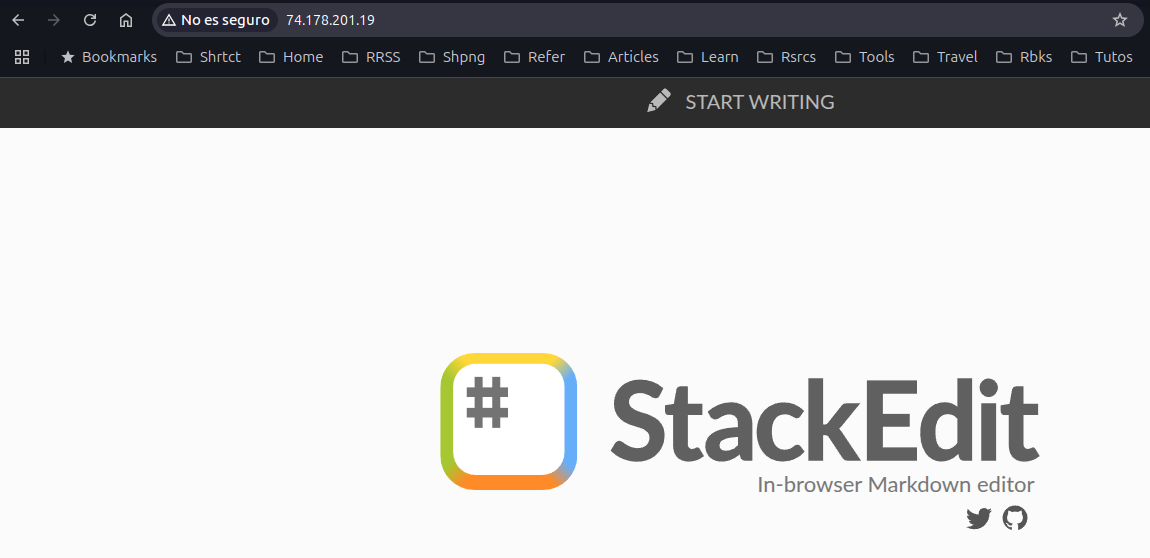 No es seguro 74.178.201.19
Bookmarks Shrtct Home RRSS Shpng Refer Articles Learn Rsrcs Tools Travel Rbks Tutos
START WRITING
# StackEdit
In-browser Markdown editor